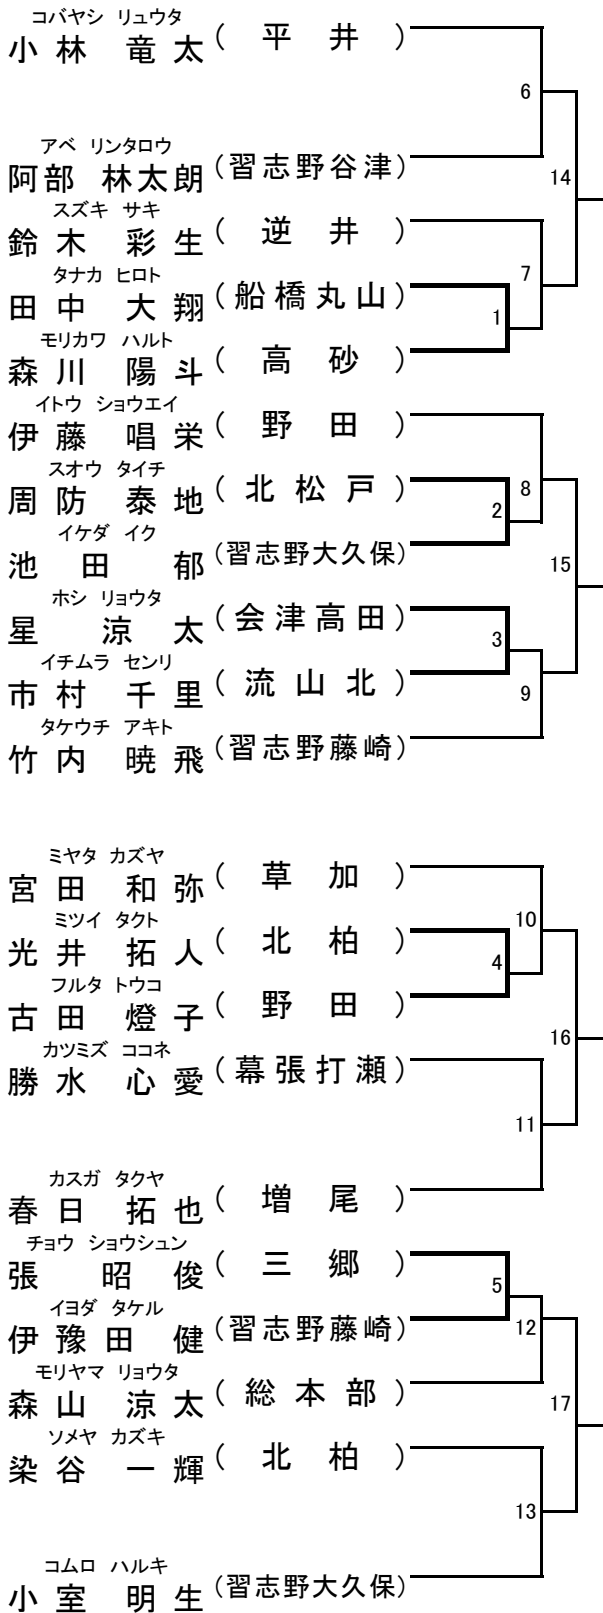 コバヤシ リュウタ
小林 竜太 (平井)
6
アベ リンタロウ
阿部 林太朗 (習志野谷津)
14
スズキ サキ
鈴木 彩生 (逆井)
7
タナカ ヒロト
田中 大翔 (船橋丸山)
1
モリカワ ハルト
森川 陽斗 (高砂)
イトウ ショウエイ
伊藤 唱栄 (野田)
スオウ タイチ
周防 泰地 (北松戸)
8
2
イケダ イク
池田 郁 (習志野大久保)
15
ホシ リョウタ
星 涼太 (会津高田)
3
イチムラ センリ
市村 千里 (流山北)
9
タケウチ アキト
竹内 暁飛 (習志野藤崎)
ミヤタ カズヤ
宮田 和弥 (草加)
10
ミツイ タクト
光井 拓人 (北柏)
4
フルタ トウコ
古田 燈子 (野田)
16
カツミズ ココネ
勝水 心愛 (幕張打瀬)
11
カスガ タクヤ
春日 拓也 (増尾)
チョウ ショウシュン
張 昭俊 (三郷)
5
イヨダ タケル
伊豫田 健 (習志野藤崎)
12
モリヤマ リョウタ
森山 涼太 (総本部)
17
ソメヤ カズキ
染谷 一輝 (北柏)
13
コムロ ハルキ
小室 明生 (習志野大久保)